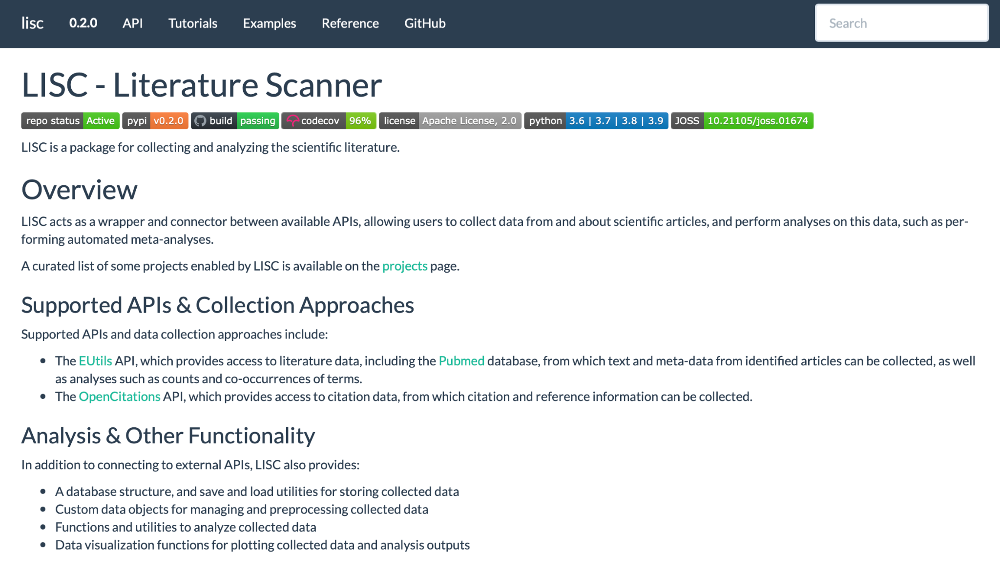 lisc 0.2.0 API Tutorials Examples Reference GitHub Search
LISC - Literature Scanner
repo status Active pypi v0.2.0 build passing codecov 96% license Apache License, 2.0 python 3.6 | 3.7 | 3.8 | 3.9 JOSS 10.21105/joss.01674
LISC is a package for collecting and analyzing the scientific literature.
Overview
LISC acts as a wrapper and connector between available APIs, allowing users to collect data from and about scientific articles, and perform analyses on this data, such as per-
forming automated meta-analyses.
A curated list of some projects enabled by LISC is available on the projects page.
Supported APIs & Collection Approaches
Supported APIs and data collection approaches include:
• The EUtils API, which provides access to literature data, including the Pubmed database, from which text and meta-data from identified articles can be collected, as well
as analyses such as counts and co-occurrences of terms.
• The OpenCitations API, which provides access to citation data, from which citation and reference information can be collected.
Analysis & Other Functionality
In addition to connecting to external APIs, LISC also provides:
• A database structure, and save and load utilities for storing collected data
• Custom data objects for managing and preprocessing collected data
• Functions and utilities to analyze collected data
• Data visualization functions for plotting collected data and analysis outputs